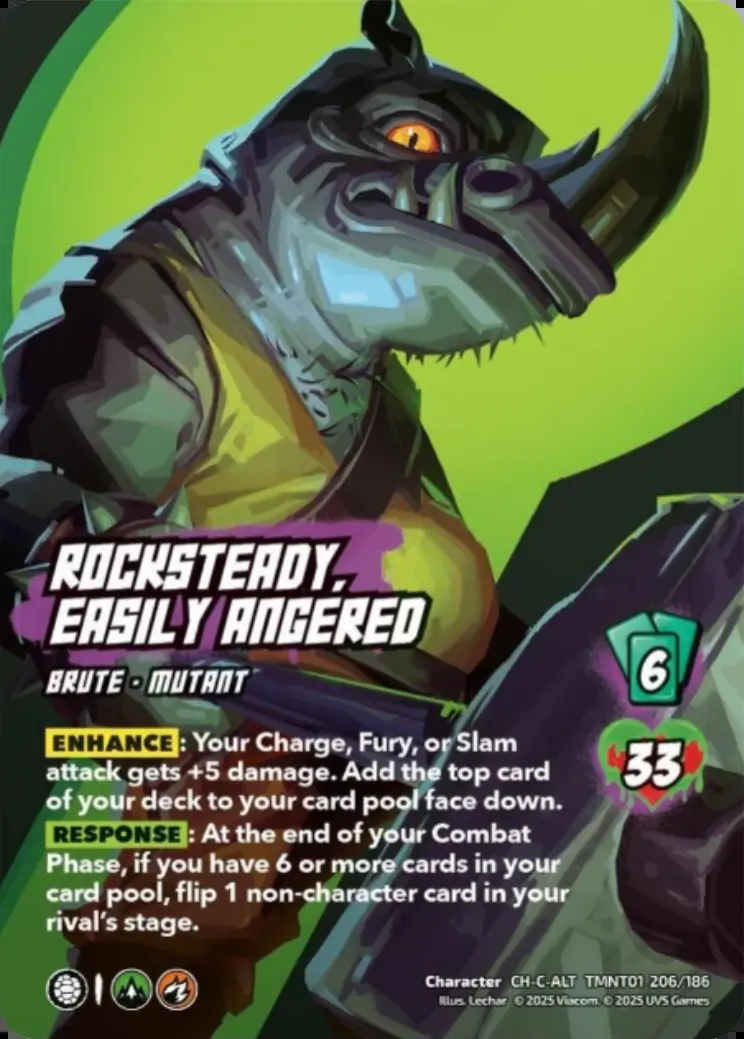 ROCKSTEADY,
EASILY ANGERED
BRUTE • MUTANT
6
33
ENHANCE: Your Charge, Fury, or Slam
attack gets +5 damage. Add the top card
of your deck to your card pool face down.
RESPONSE: At the end of your Combat
Phase, if you have 6 or more cards in your
card pool, flip 1 non-character card in your
rival's stage.
Character CH-C-ALT TMNT01 206/186
Illus. Lechar © 2025 Viacom. © 2025 UVS Games